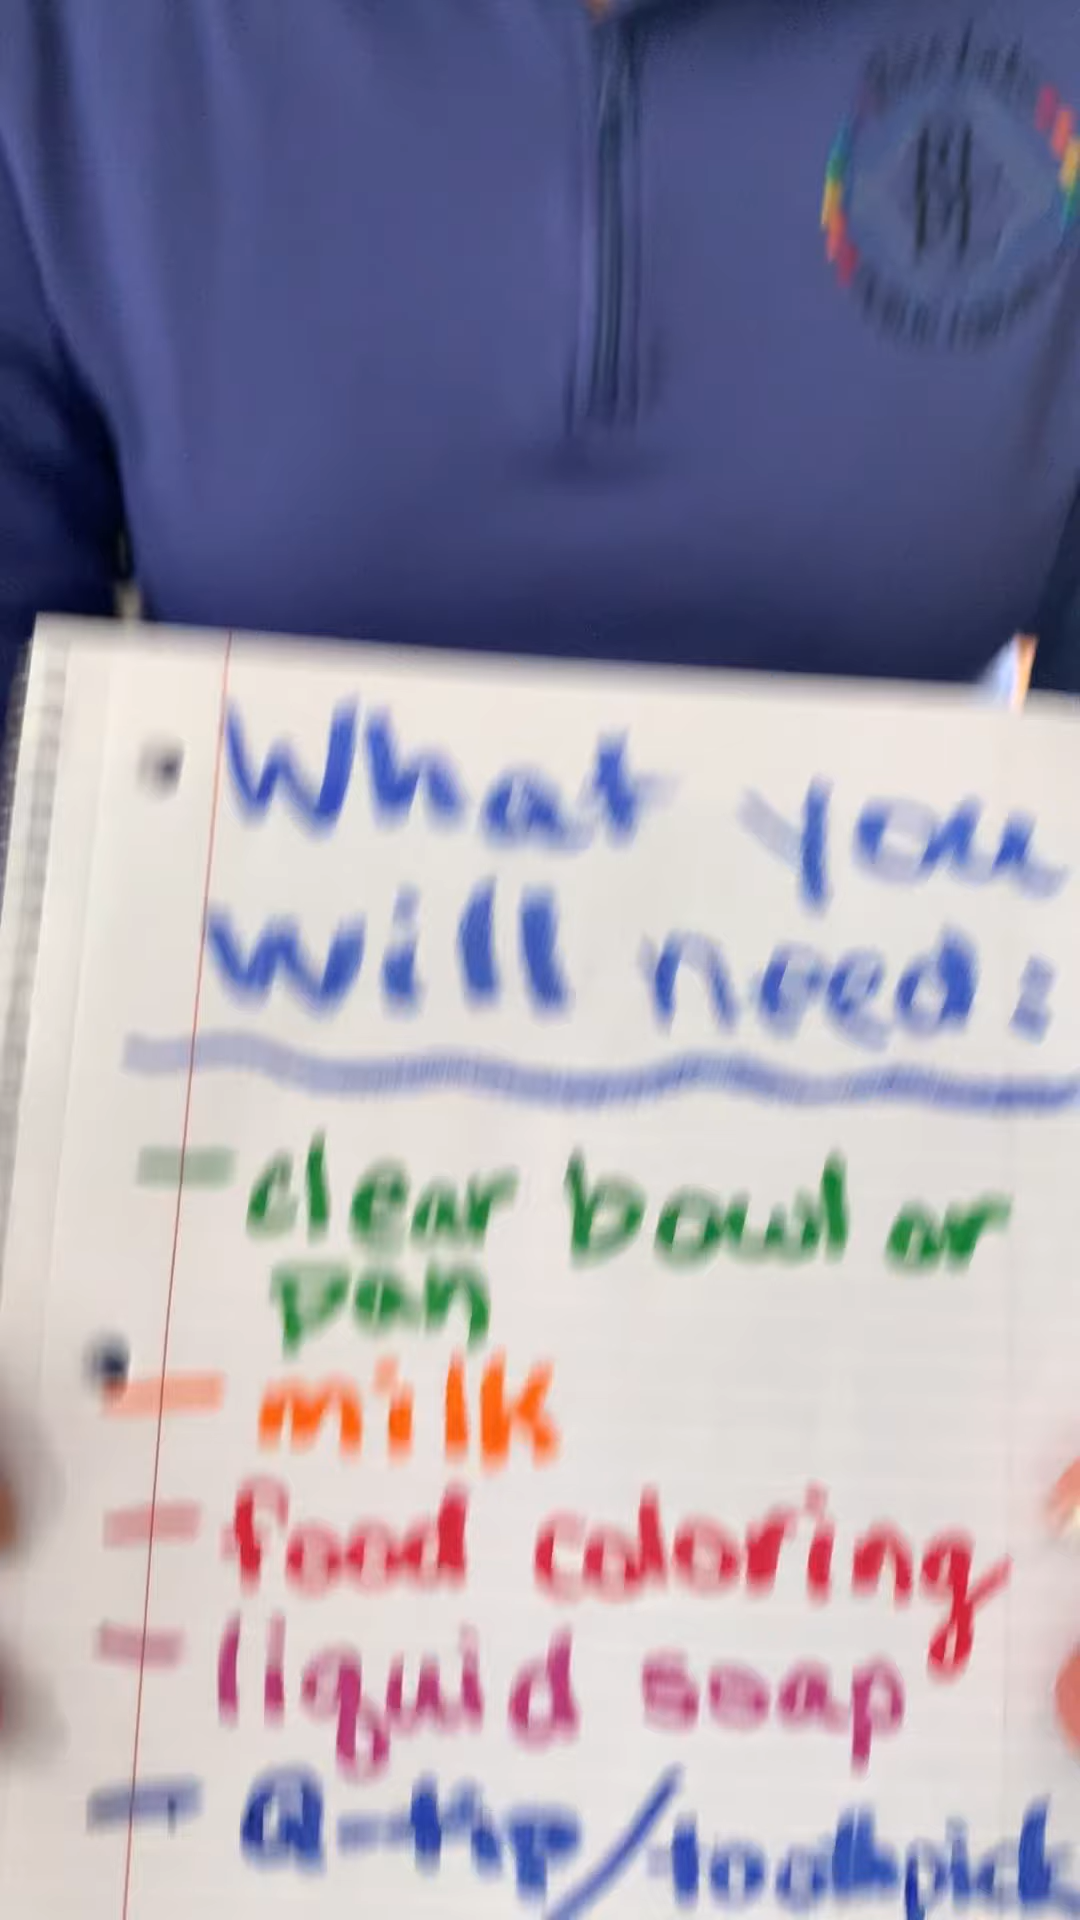 What you
will need:
- clear bowl or
pan
- milk
- food coloring
- liquid soap
- Q-tip/toothpick